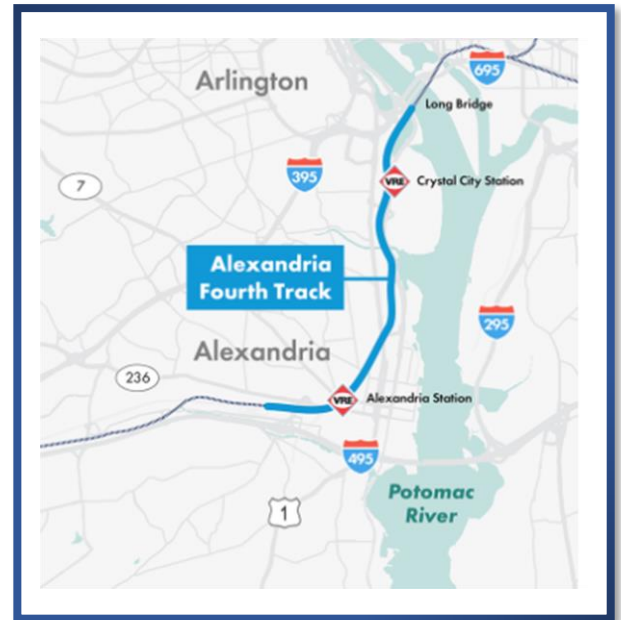 695
Arlington
Long Bridge
395
7
VRE
Crystal City Station
Alexandria
Fourth Track
295
Alexandria
236
VRE
Alexandria Station
495
Potomac
River
1